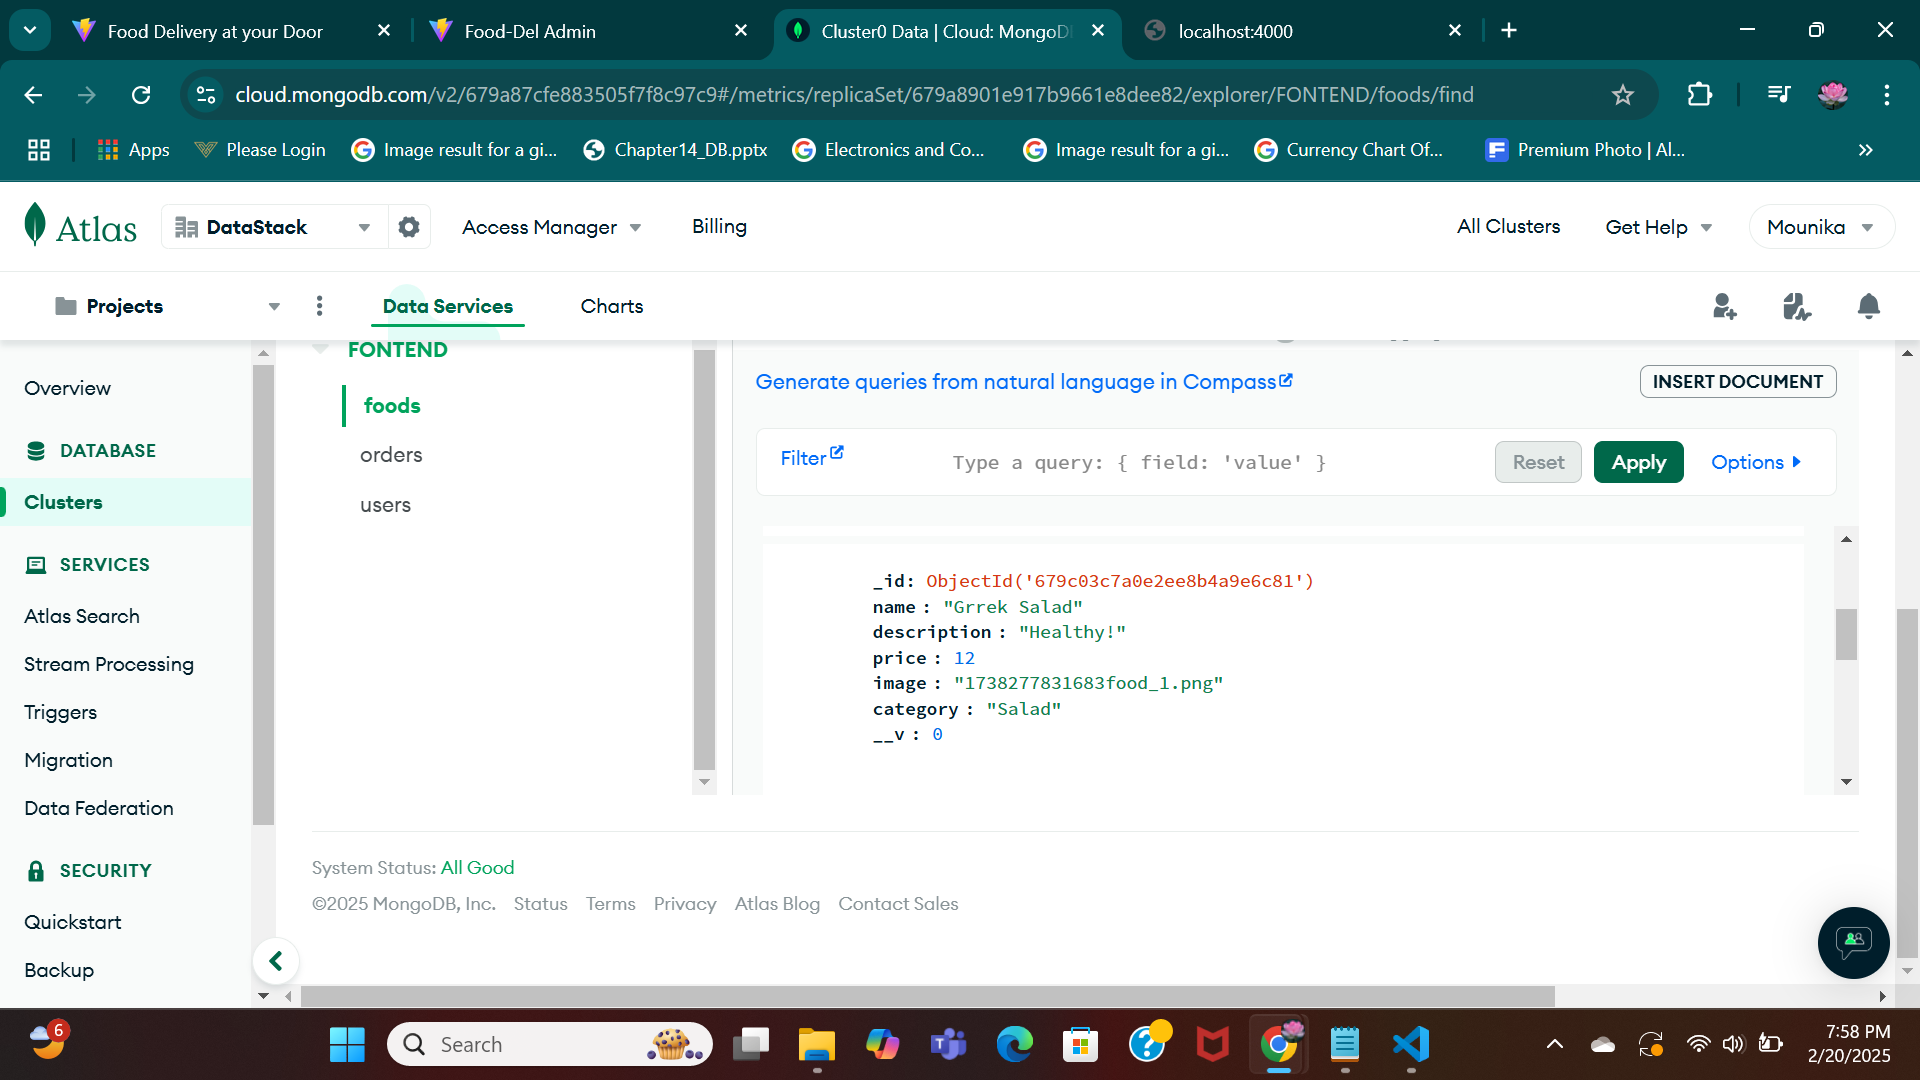 Food Delivery at your Door
Food-Del Admin
Cluster0 Data | Cloud: MongoD
localhost:4000
cloud.mongodb.com/v2/679a87cfe883505f7f8c97c9#/metrics/replicaSet/679a8901e917b9661e8dee82/explorer/FONTEND/foods/find
Apps
Please Login
Image result for a gi...
Chapter14_DB.pptx
Electronics and Co...
Image result for a gi...
Currency Chart Of...
Premium Photo | Al...
Atlas
DataStack
Access Manager
Billing
All Clusters
Get Help
Mounika
Projects
Data Services
Charts
Overview
DATABASE
Clusters
SERVICES
Atlas Search
Stream Processing
Triggers
Migration
Data Federation
SECURITY
Quickstart
Backup
FONTEND
foods
orders
users
Generate queries from natural language in Compass
INSERT DOCUMENT
Filter
Type a query: { field: 'value' }
Reset
Apply
Options
_id: ObjectId('679c03c7a0e2ee8b4a9e6c81')
name : "Grrek Salad"
description : "Healthy!"
price : 12
image : "1738277831683food_1.png"
category : "Salad"
__v : 0
System Status: All Good
©2025 MongoDB, Inc.
Status
Terms
Privacy
Atlas Blog
Contact Sales
6
Search
7:58 PM
2/20/2025